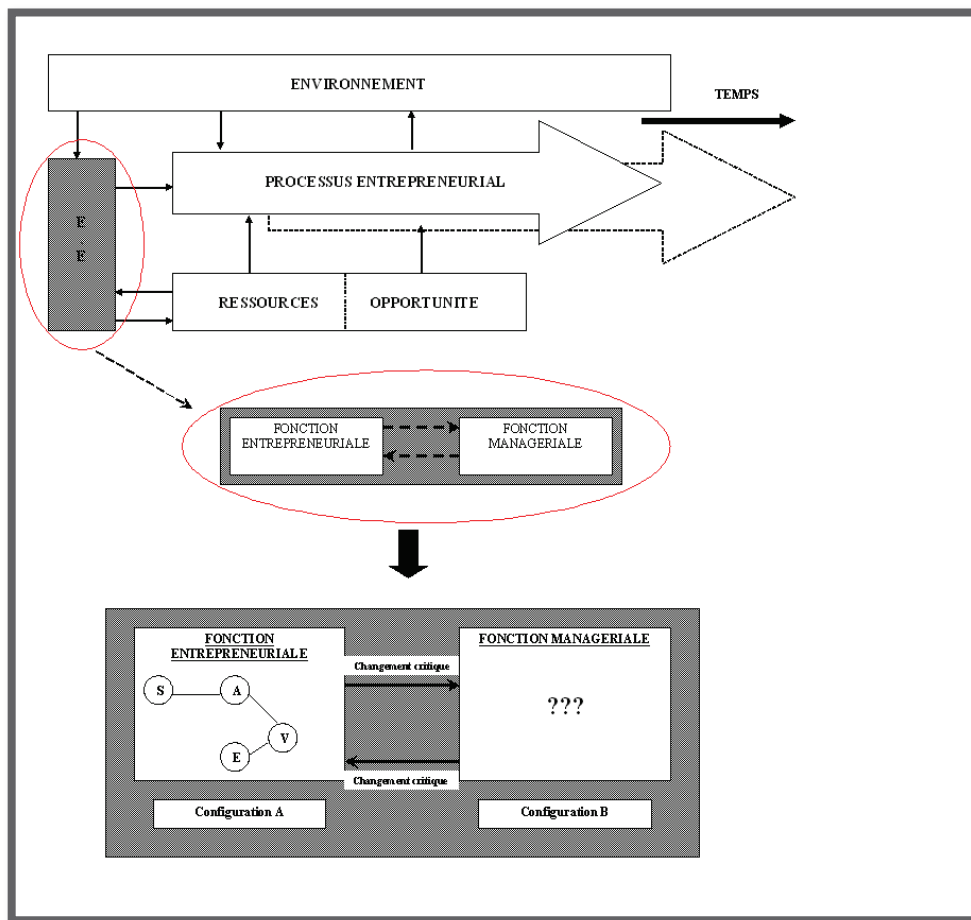 ENVIRONNEMENT
TEMPS
PROCESSUS ENTREPRENEURIAL
E
.
E
RESSOURCES
OPPORTUNITE
FONCTION
ENTREPREUNEURIALE
FONCTION
MANAGERIALE
FONCTION
ENTREPRENEURIALE
FONCTION MANAGERIALE
Changement critique
S
A
V
E
???
Changement critique
Configuration A
Configuration B